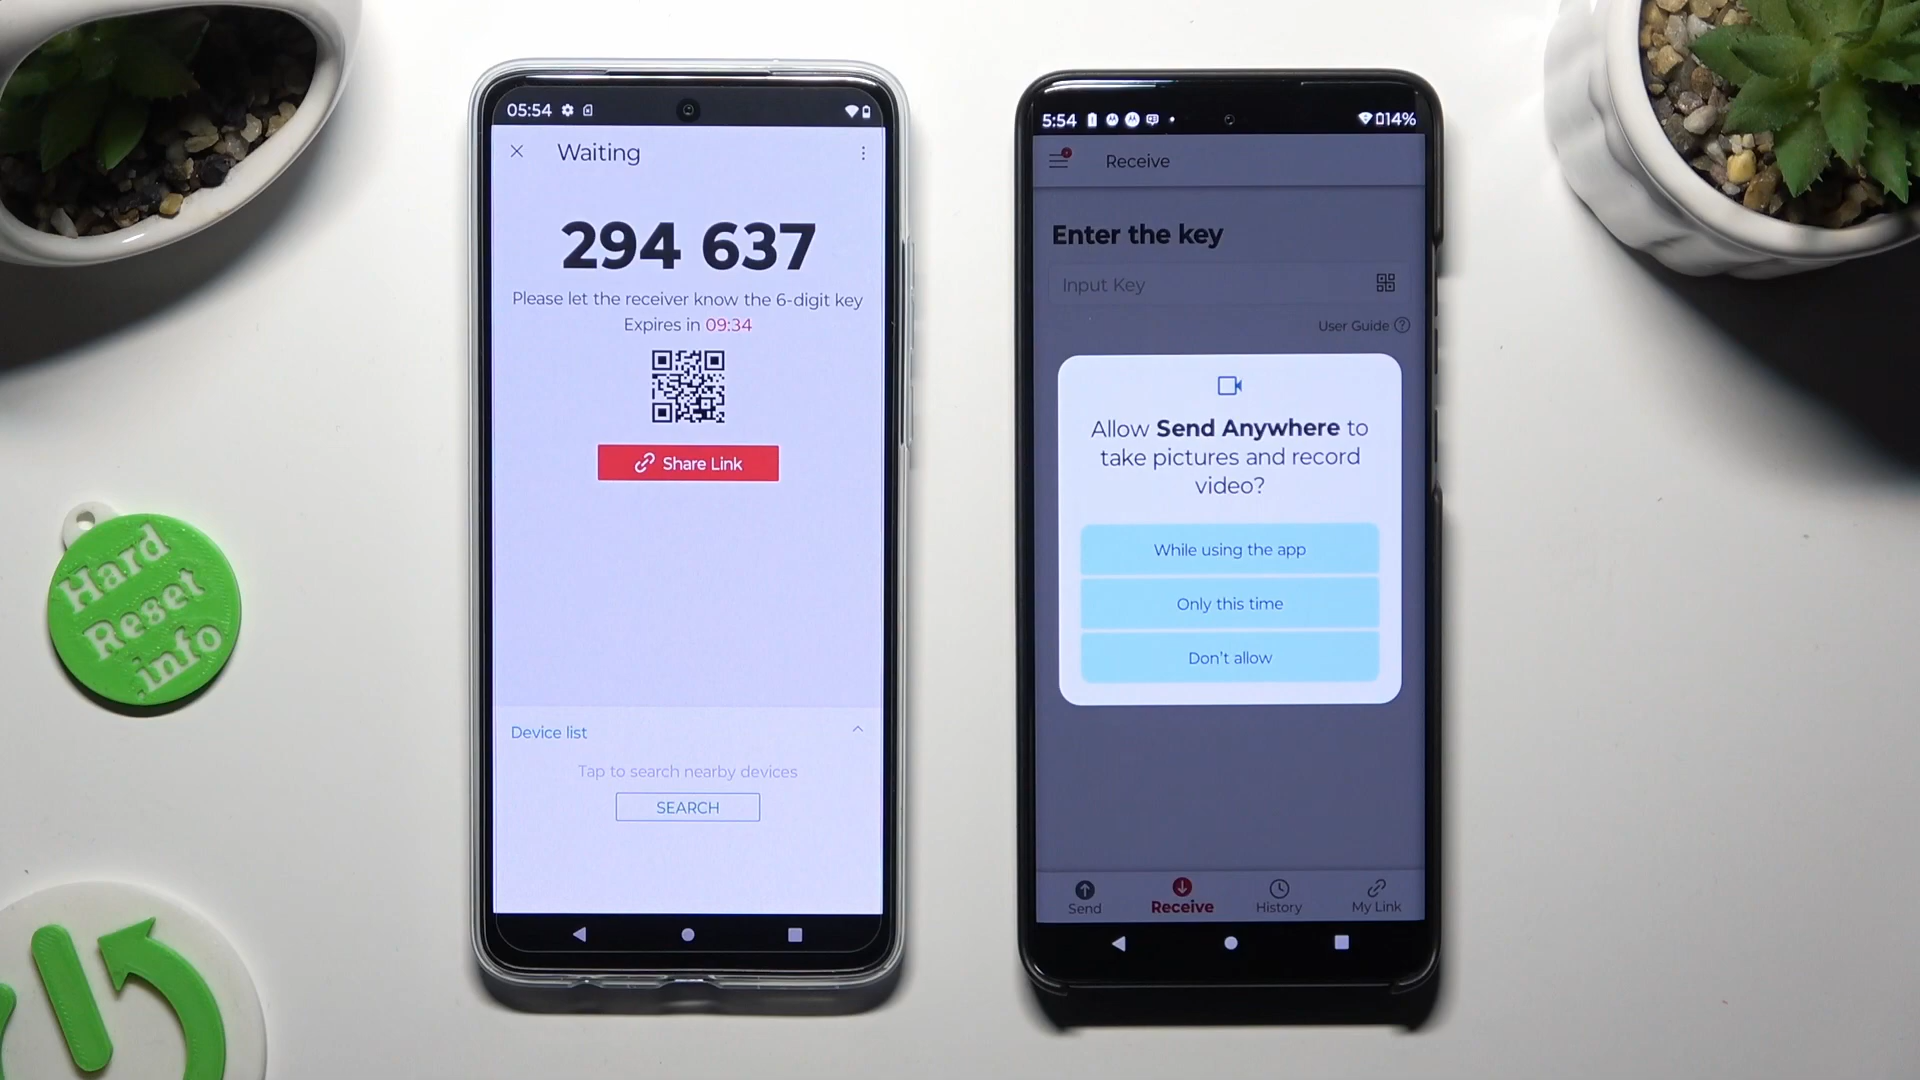 05:54
Waiting
294 637
Please let the receiver know the 6-digit key
Expires in 09:34
Share Link
Device list
Tap to search nearby devices
SEARCH
5:54
14%
Receive
Enter the key
Input Key
User Guide
Allow Send Anywhere to
take pictures and record
video?
While using the app
Only this time
Don't allow
Send
Receive
History
My Link
Hard
Reset
.info